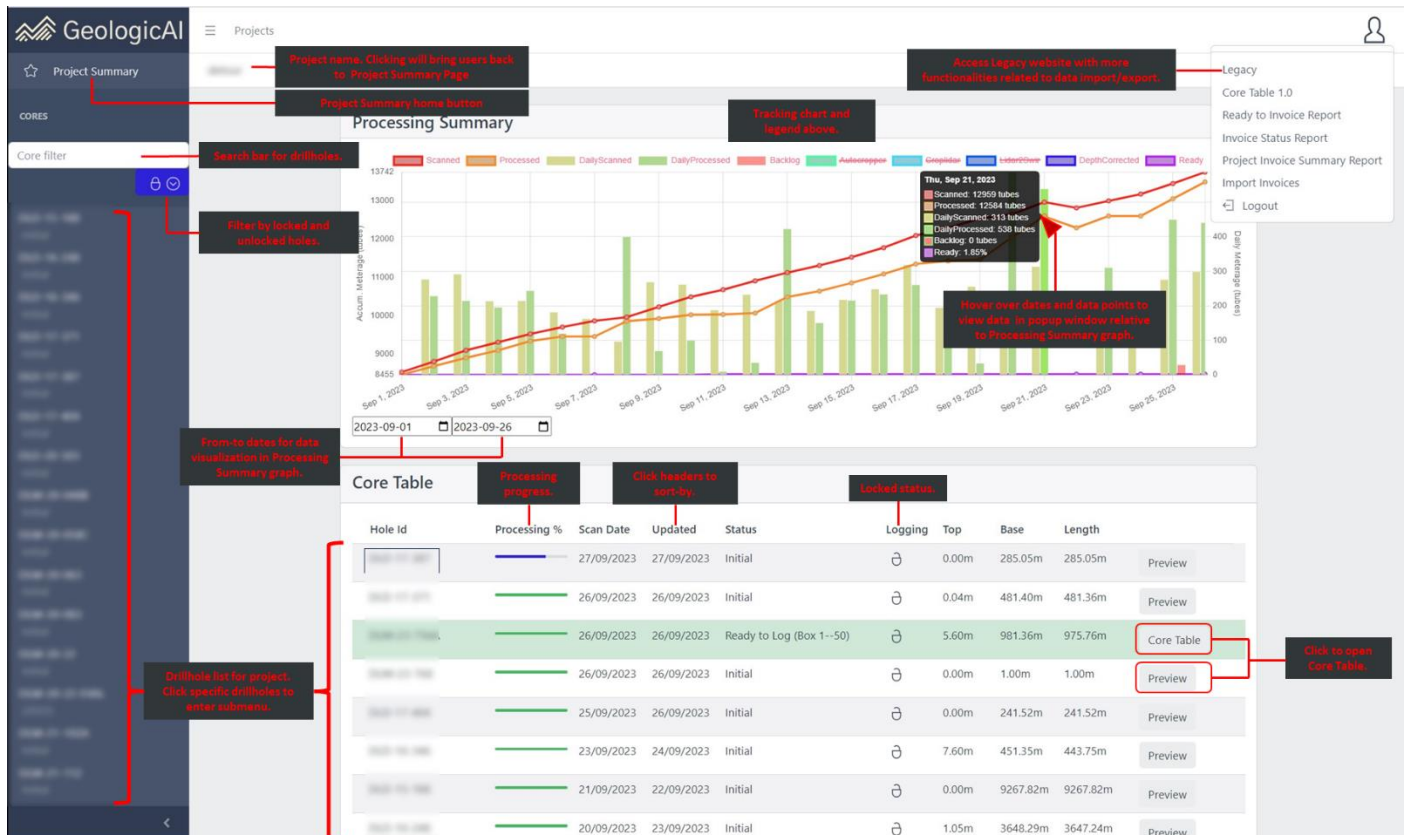 GeologicAI
Projects
Project Summary
Project name. Clicking will bring users back
to Project Summary Page
Access Legacy website with more
functionalities related to data import/export.
Legacy
Core Table 1.0
Ready to Invoice Report
Invoice Status Report
Project Invoice Summary Report
Import Invoices
Logout
Project Summary home button
CORES
Core filter
Search bar for drillholes.
Filter by locked and
unlocked holes.
Processing Summary
Tracking chart and
legend above.
Scanned Processed DailyScanned DailyProcessed Backlog Autocropper Croplidar Lidar2Gwr DepthCorrected Ready
Thu, Sep 21, 2023
Scanned: 12959 tubes
Processed: 12584 tubes
DailyScanned: 313 tubes
DailyProcessed: 538 tubes
Backlog: 0 tubes
Ready: 1.85%
13742
13000
12000
11000
10000
9000
8455
Accum. Meterage (tubes)
400
300
200
100
0
Daily Meterage (tubes)
Hover over dates and data points to
view data in popup window relative
to Processing Summary graph.
Sep 1, 2023 Sep 3, 2023 Sep 5, 2023 Sep 7, 2023 Sep 9, 2023 Sep 11, 2023 Sep 13, 2023 Sep 15, 2023 Sep 17, 2023 Sep 19, 2023 Sep 21, 2023 Sep 23, 2023 Sep 25, 2023
2023-09-01 2023-09-26
From-to dates for data
visualization in Processing
Summary graph.
Core Table
Processing
progress.
Click headers to
sort-by.
Locked status.
Hole Id Processing % Scan Date Updated Status Logging Top Base Length
27/09/2023 27/09/2023 Initial 0.00m 285.05m 285.05m Preview
26/09/2023 26/09/2023 Initial 0.04m 481.40m 481.36m Preview
26/09/2023 26/09/2023 Ready to Log (Box 1--50) 5.60m 981.36m 975.76m Core Table
26/09/2023 26/09/2023 Initial 0.00m 1.00m 1.00m Preview
25/09/2023 26/09/2023 Initial 0.00m 241.52m 241.52m Preview
23/09/2023 24/09/2023 Initial 7.60m 451.35m 443.75m Preview
21/09/2023 22/09/2023 Initial 0.00m 9267.82m 9267.82m Preview
20/09/2023 23/09/2023 Initial 1.05m 3648.29m 3647.24m Preview
Click to open
Core Table.
Drillhole list for project.
Click specific drillholes to
enter submenu.